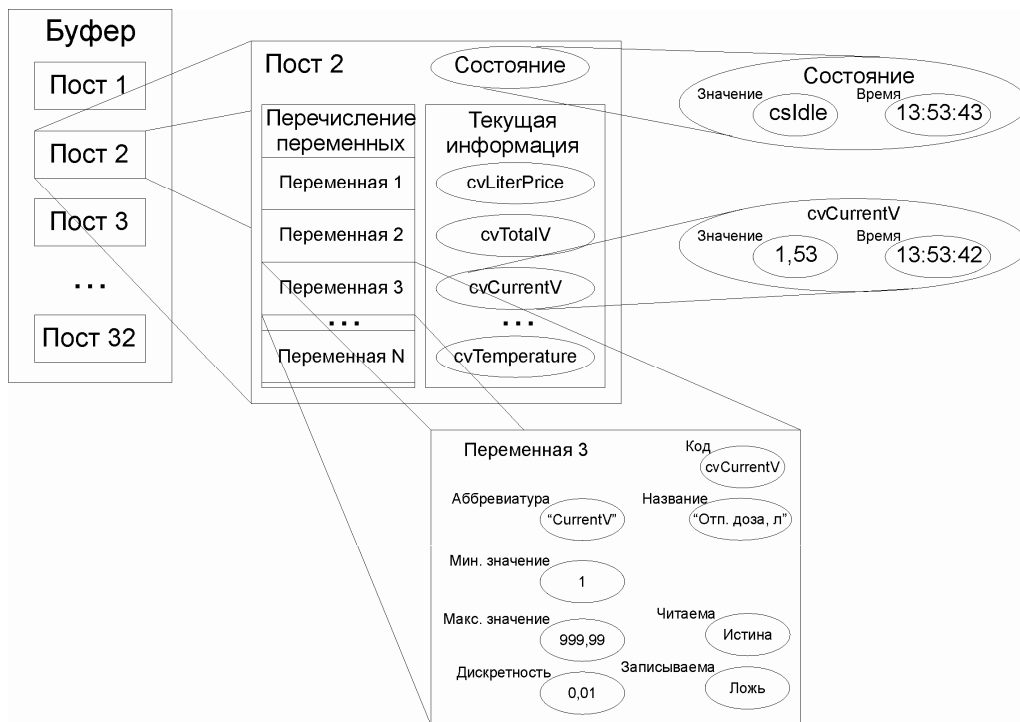 Буфер
Пост 1
Пост 2
Пост 3
...
Пост 32
Пост 2
Состояние
Перечисление
переменных
Переменная 1
Переменная 2
Переменная 3
...
Переменная N
Текущая
информация
cvLiterPrice
cvTotalV
cvCurrentV
...
cvTemperature
Состояние
Значение
csIdle
Время
13:53:43
cvCurrentV
Значение
1,53
Время
13:53:42
Переменная 3
Код
cvCurrentV
Аббревиатура
“CurrentV”
Название
“Отп. доза, л”
Мин. значение
1
Макс. значение
999,99
Читаема
Истина
Дискретность
0,01
Записываема
Ложь